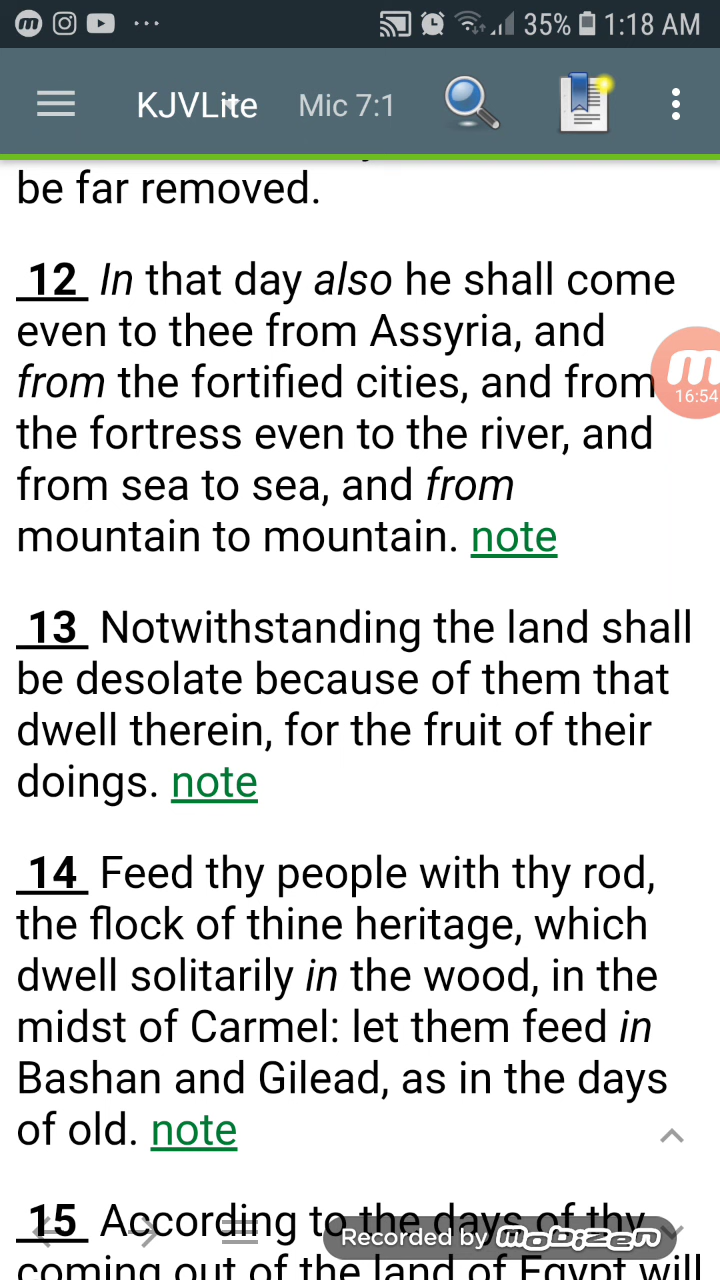 35% 1:18 AM
KJVLite Mic 7:1
be far removed.
12 In that day also he shall come
even to thee from Assyria, and
from the fortified cities, and from
16:54
the fortress even to the river, and
from sea to sea, and from
mountain to mountain. note
13 Notwithstanding the land shall
be desolate because of them that
dwell therein, for the fruit of their
doings. note
14 Feed thy people with thy rod,
the flock of thine heritage, which
dwell solitarily in the wood, in the
midst of Carmel: let them feed in
Bashan and Gilead, as in the days
of old. note
15 According to the days of thy
Recorded by mobizen
coming out of the land of Egypt will